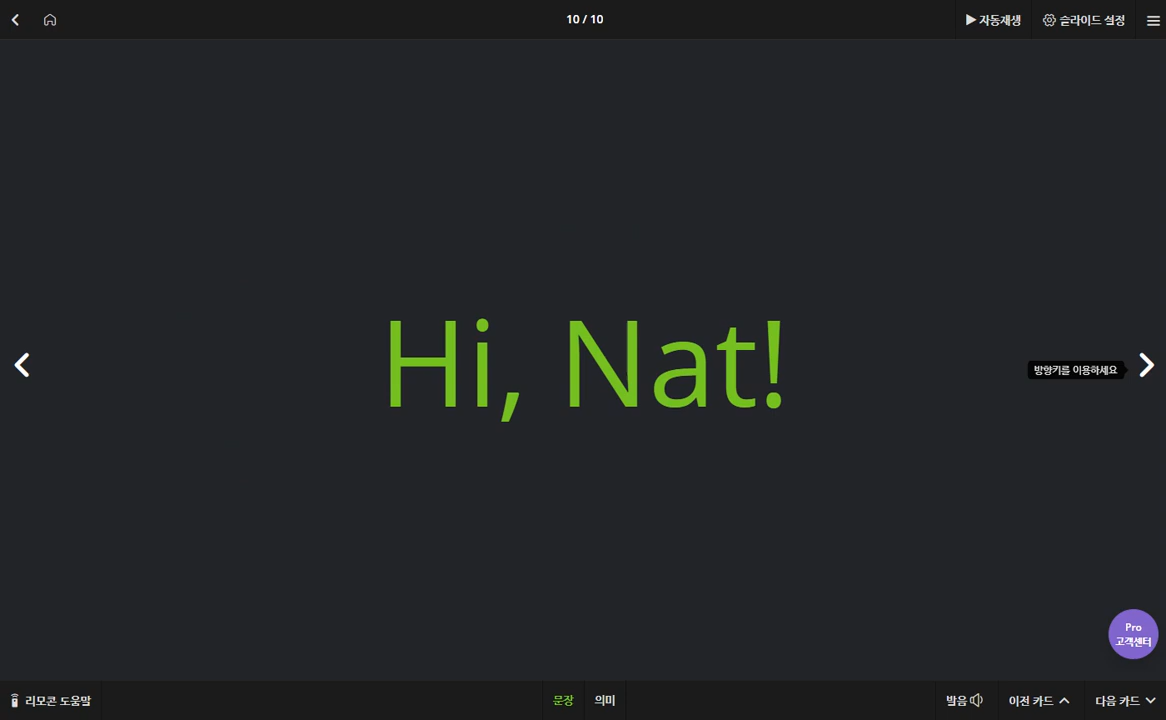 10 / 10
자동재생
슬라이드 설정
Hi, Nat!
방향키를 이용하세요
Pro
고객센터
리모콘 도움말
문장
의미
발음
이전 카드
다음 카드